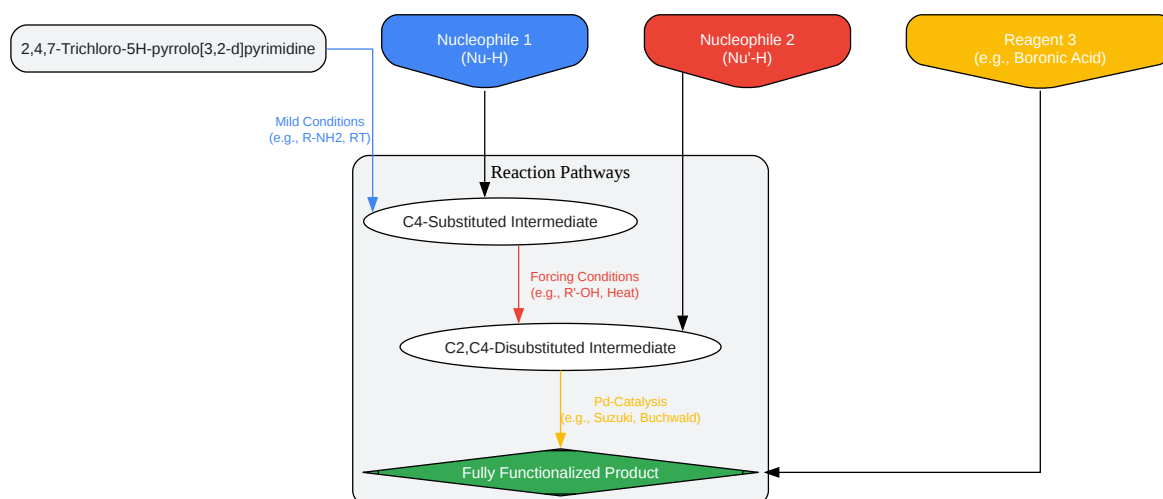 2,4,7-Trichloro-5H-pyrrolo[3,2-d]pyrimidine
Nucleophile 1
(Nu-H)
Nucleophile 2
(Nu'-H)
Reagent 3
(e.g., Boronic Acid)
Mild Conditions
(e.g., R-NH2, RT)
Reaction Pathways
C4-Substituted Intermediate
Forcing Conditions
(e.g., R'-OH, Heat)
C2,C4-Disubstituted Intermediate
Pd-Catalysis
(e.g., Suzuki, Buchwald)
Fully Functionalized Product